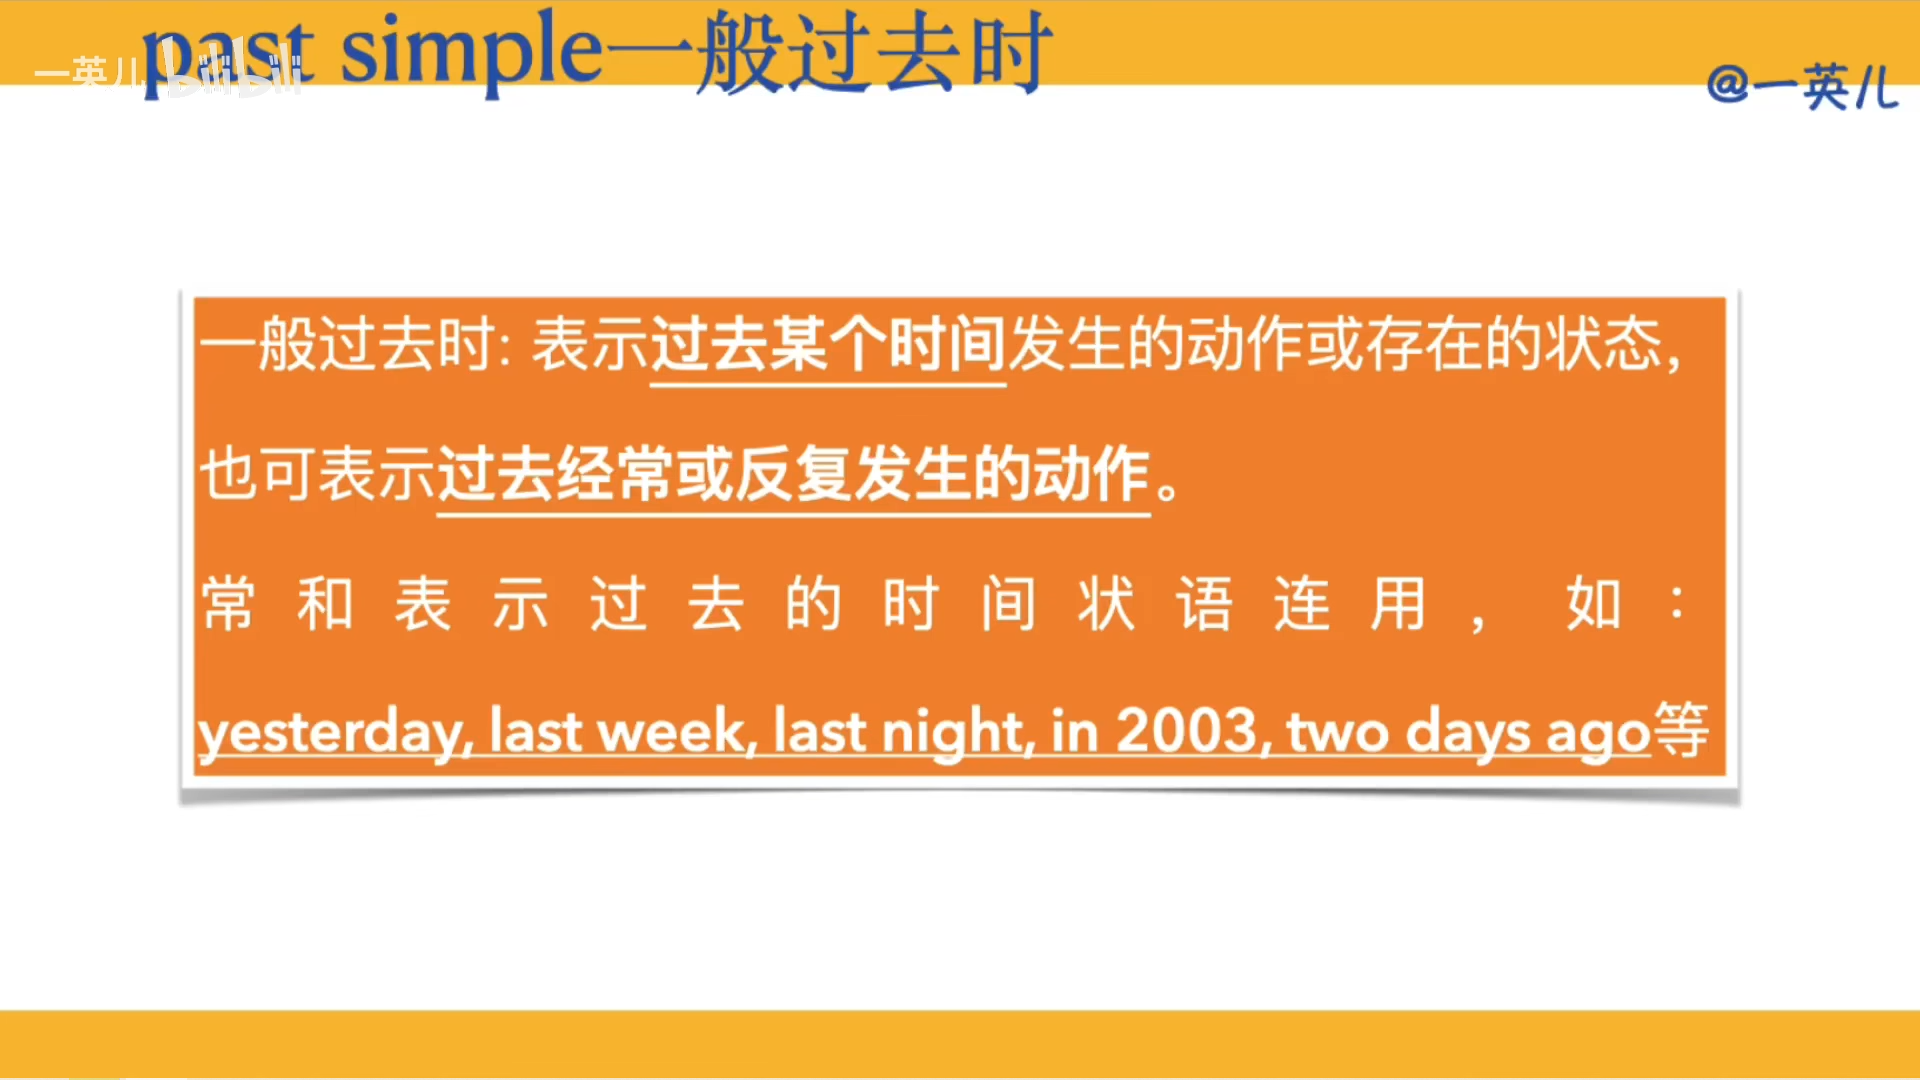 past simple一般过去时
一英儿 bilibili
@一英儿
一般过去时: 表示过去某个时间发生的动作或存在的状态,
也可表示过去经常或反复发生的动作。
常和表示过去的时间状语连用，如：
yesterday, last week, last night, in 2003, two days ago等